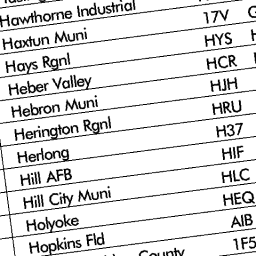 Hawthorne Industrial
Haxtun Muni 17V
Hays Rgnl HYS
Heber Valley HCR
Hebron Muni HJH
Herington Rgnl HRU
Herlong H37
Hill AFB HIF
Hill City Muni HLC
Holyoke HEQ
Hopkins Fld AIB
County 1F5